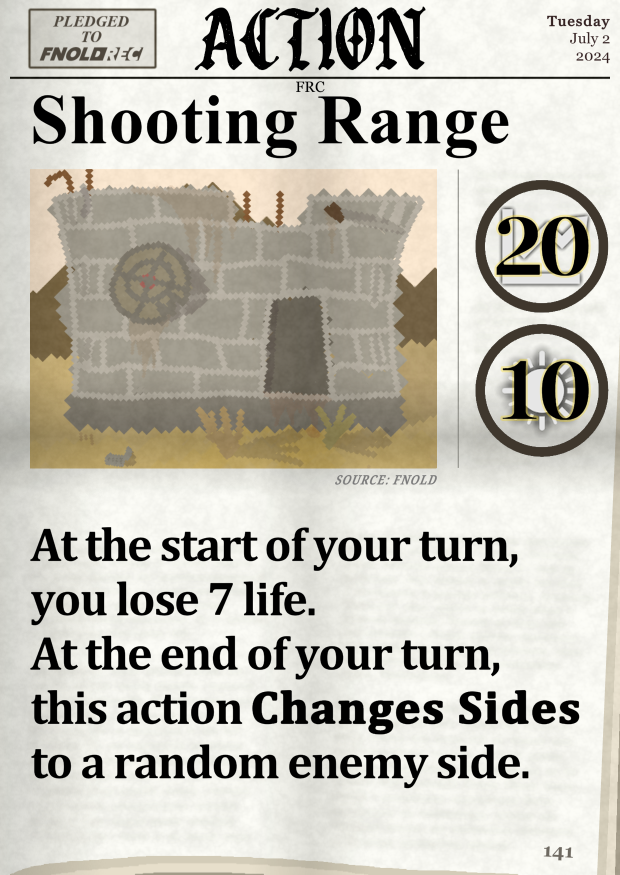 PLEDGED
TO
FNOLD REC
ACTION
Tuesday
July 2
2024
FRC
Shooting Range
20
10
SOURCE: FNOLD
At the start of your turn,
you lose 7 life.
At the end of your turn,
this action Changes Sides
to a random enemy side.
141